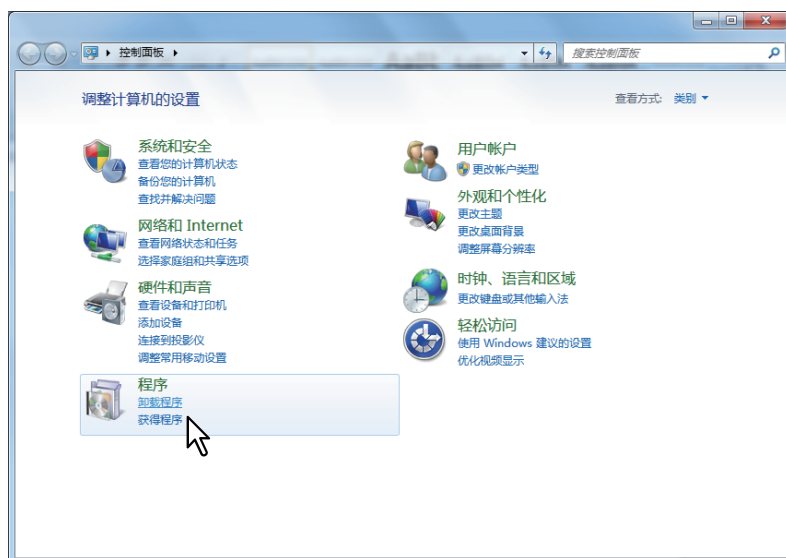 控制面板
搜索控制面板
调整计算机的设置
查看方式: 类别
系统和安全
查看您的计算机状态
备份您的计算机
查找并解决问题
网络和 Internet
查看网络状态和任务
选择家庭组和共享选项
硬件和声音
查看设备和打印机
添加设备
连接到投影仪
调整常用移动设置
程序
卸载程序
获得程序
用户帐户
更改帐户类型
外观和个性化
更改主题
更改桌面背景
调整屏幕分辨率
时钟、语言和区域
更改键盘或其他输入法
轻松访问
使用 Windows 建议的设置
优化视频显示